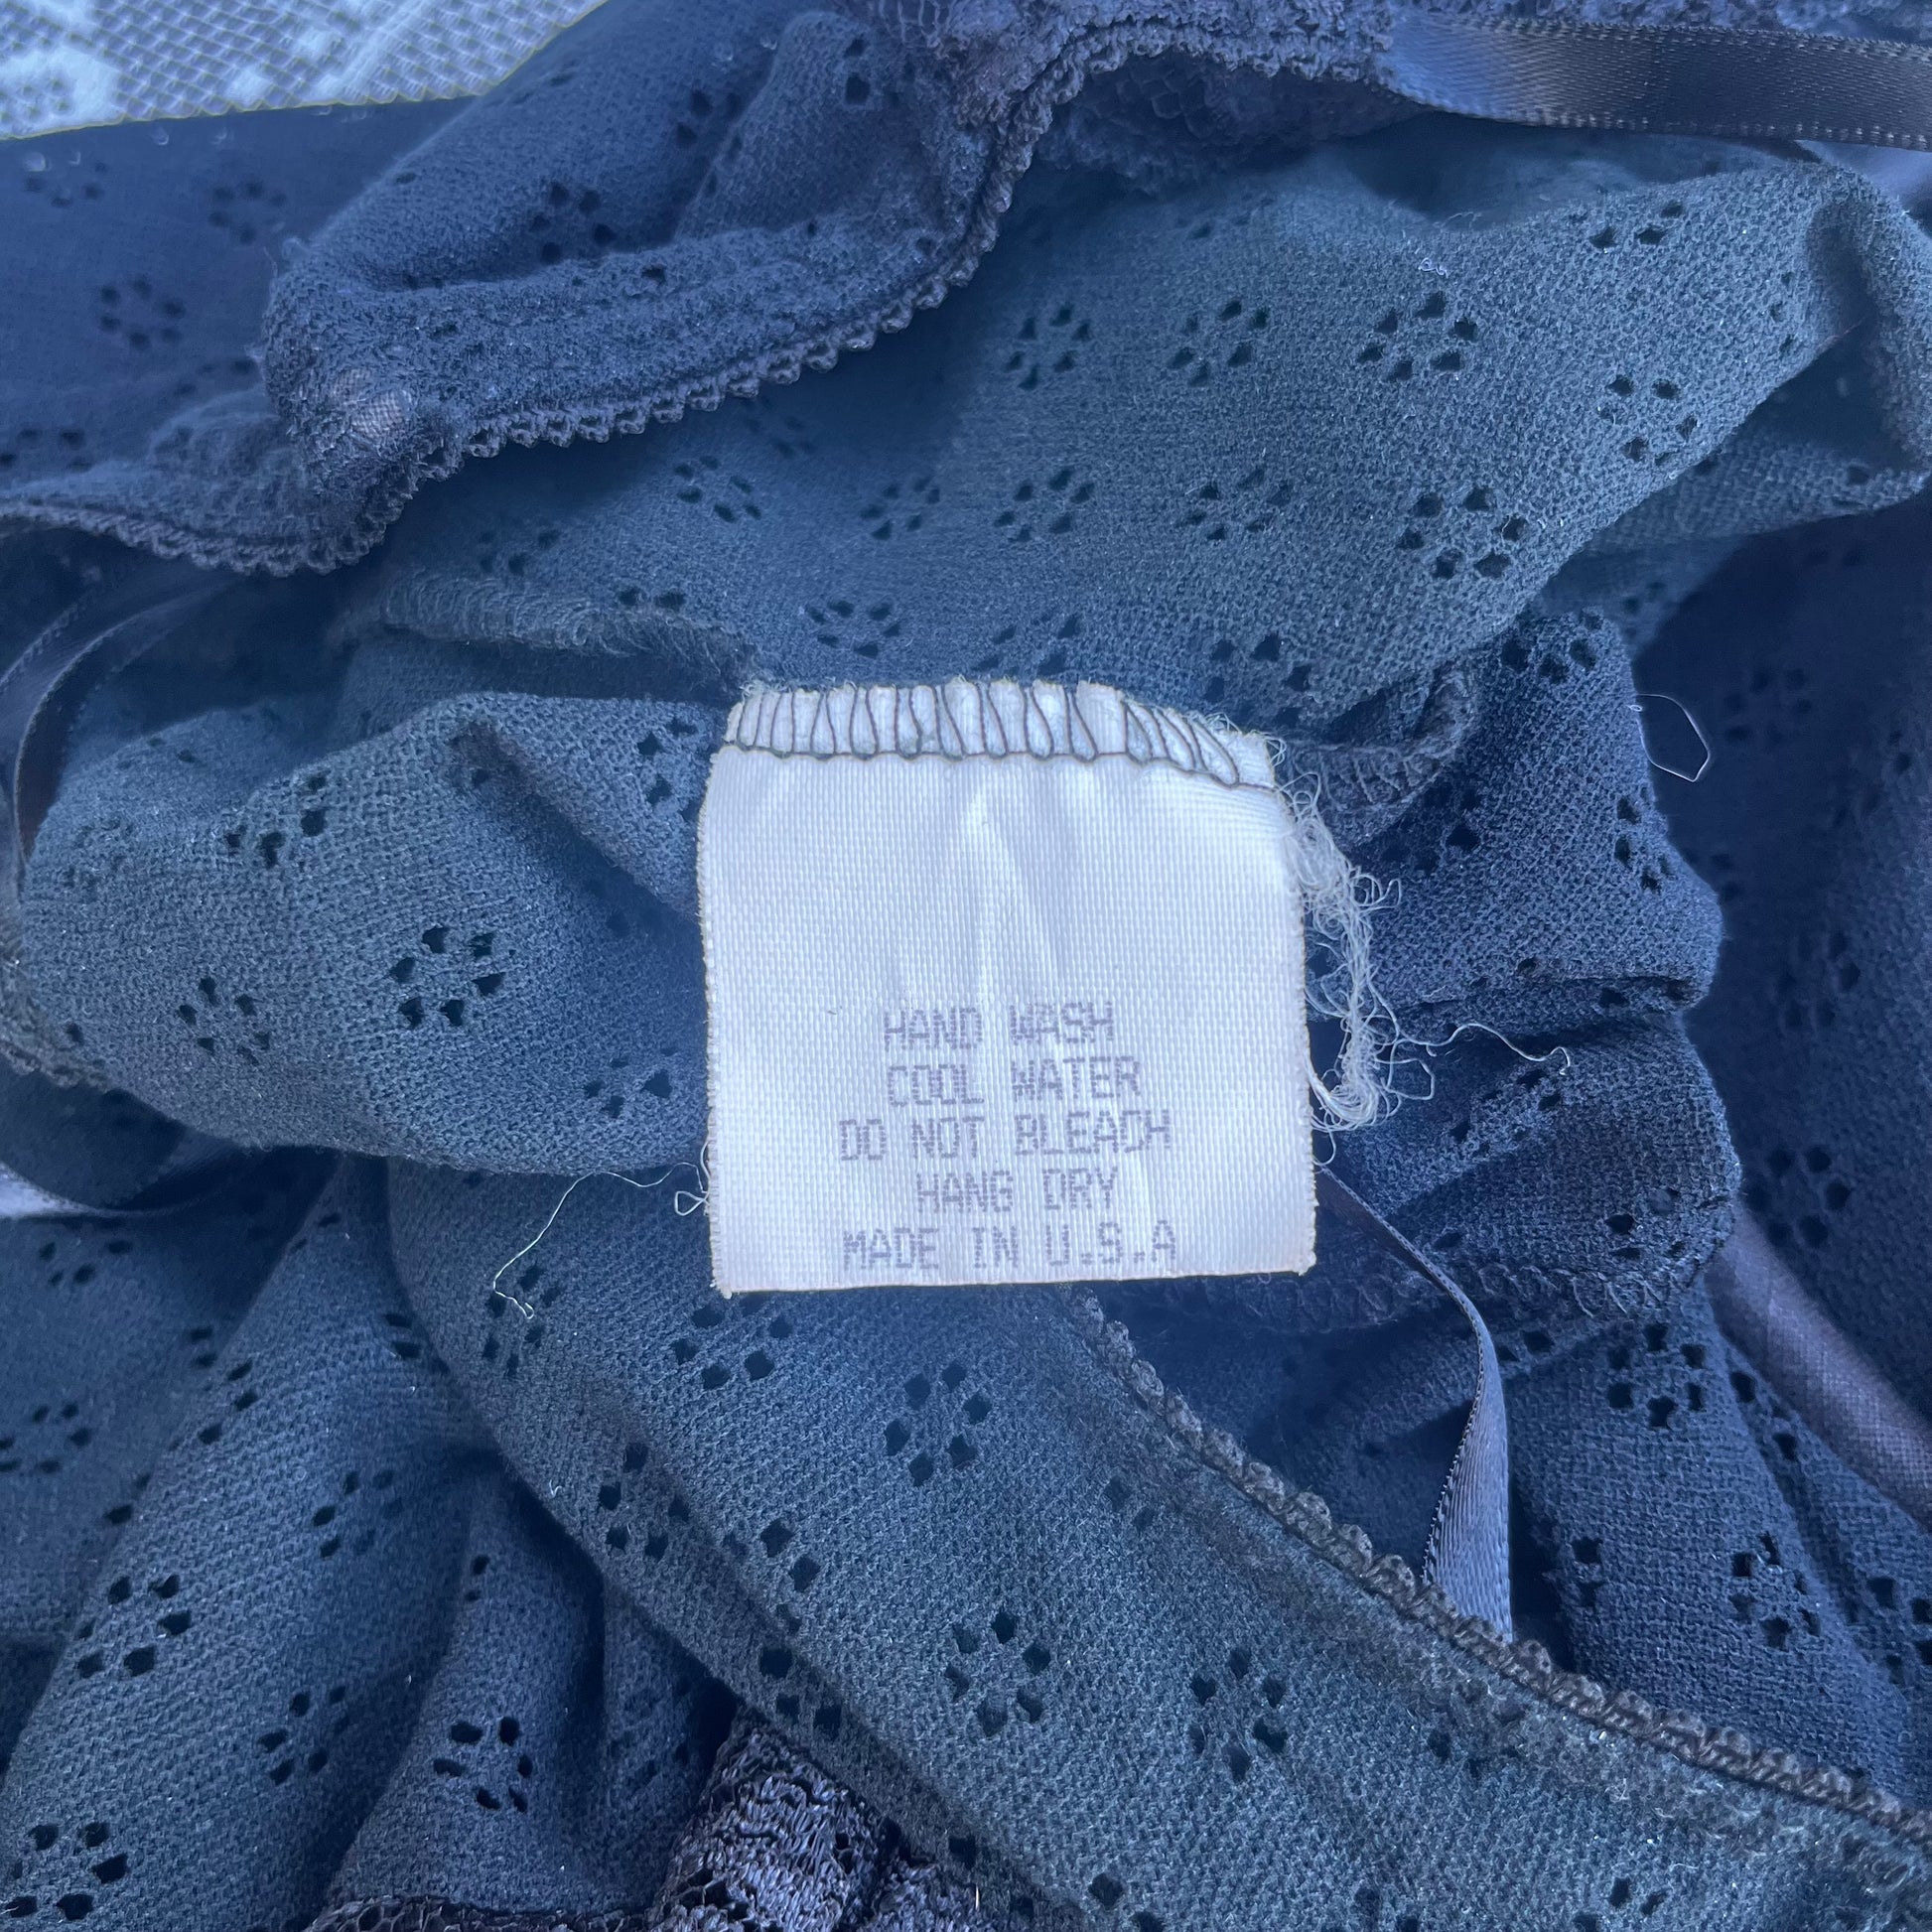 HAND WASH
COOL WATER
DO NOT BLEACH
HANG DRY
MADE IN U.S.A